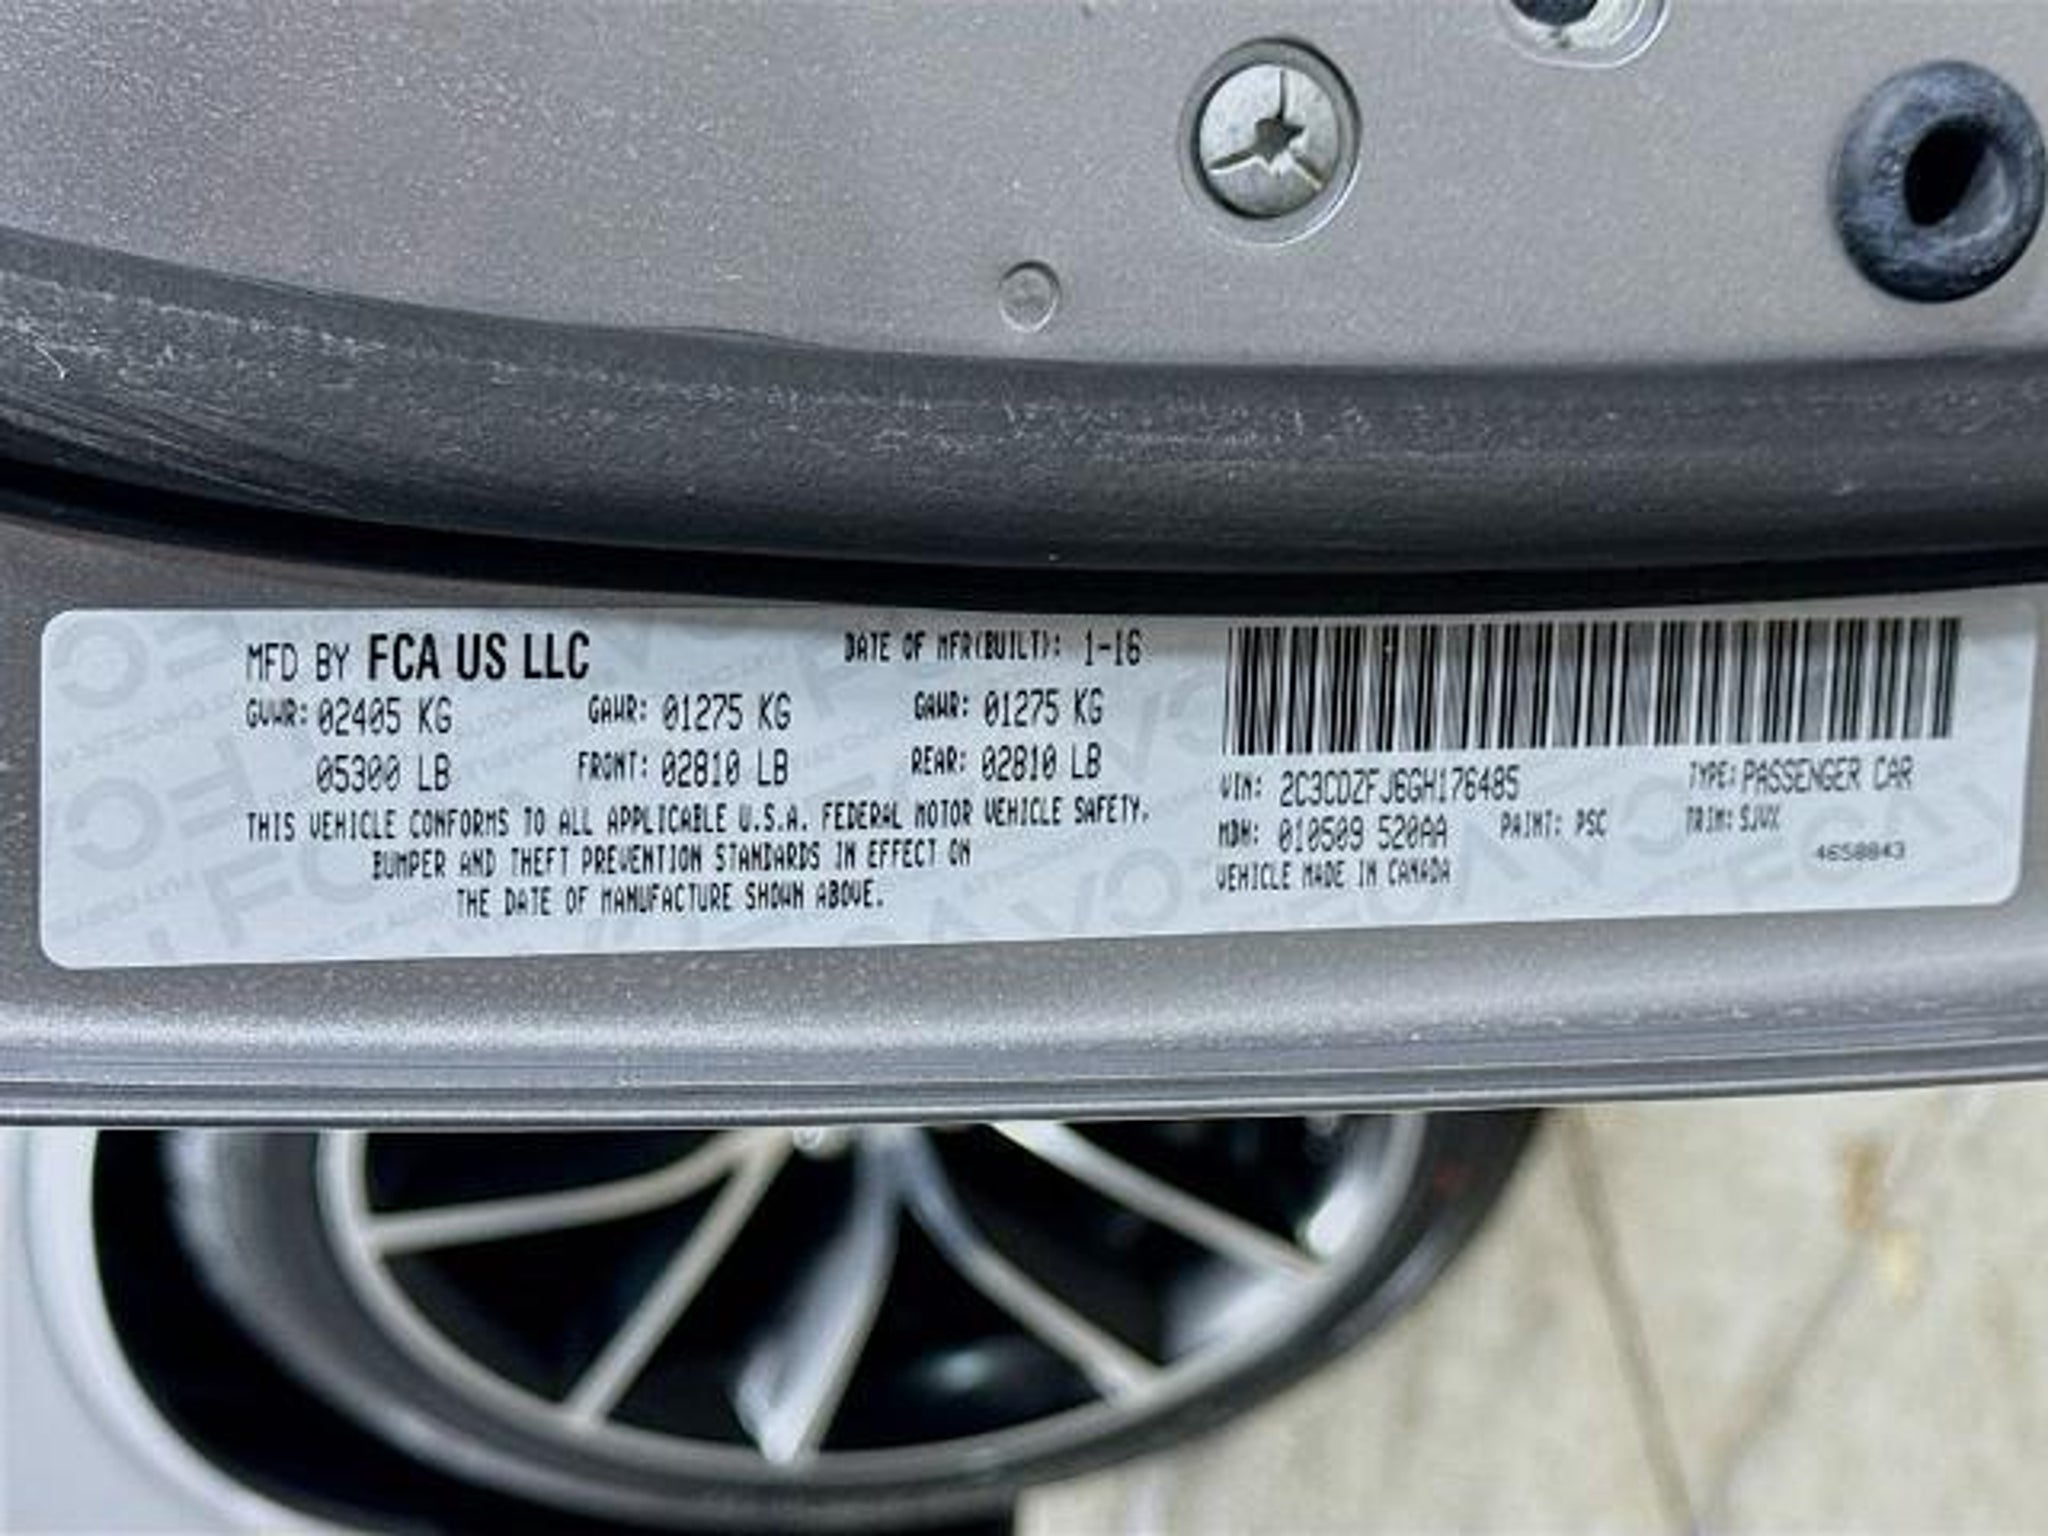 MFD BY FCA US LLC DATE OF MFR(BUILT): 1-16
GVWR: 02405 KG GAWR: 01275 KG GAWR: 01275 KG
05300 LB FRONT: 02810 LB REAR: 02810 LB
THIS VEHICLE CONFORMS TO ALL APPLICABLE U.S.A. FEDERAL MOTOR VEHICLE SAFETY,
BUMPER AND THEFT PREVENTION STANDARDS IN EFFECT ON
THE DATE OF MANUFACTURE SHOWN ABOVE.
VIN: 2C3CDZFJ6GH176485 TYPE: PASSENGER CAR
MDH: 010509 520AA PAINT: PSC TRIM: SJVX
VEHICLE MADE IN CANADA 4658843